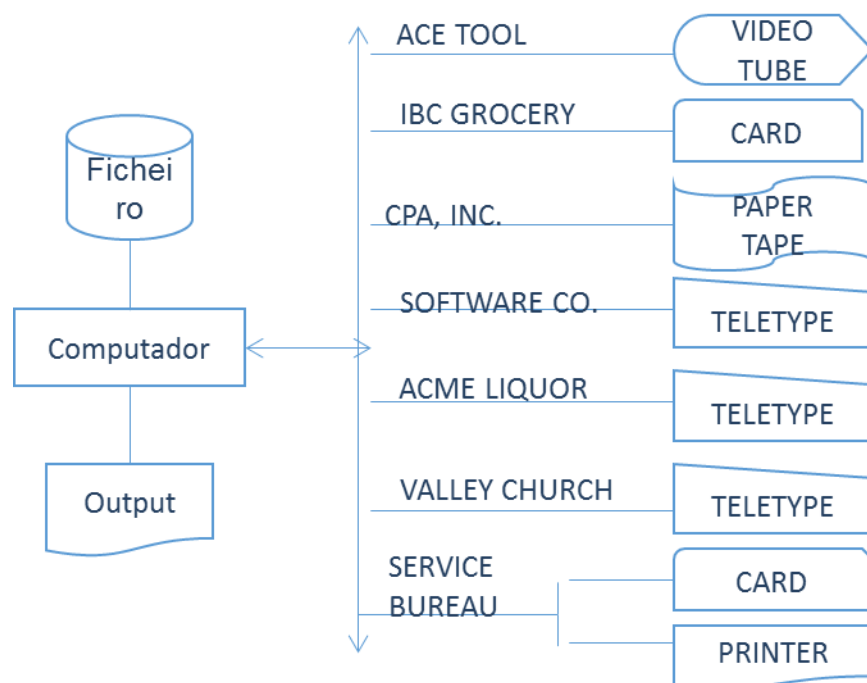 Fichei
ro
Computador
Output
ACE TOOL
VIDEO
TUBE
IBC GROCERY
CARD
CPA, INC.
PAPER
TAPE
SOFTWARE CO.
TELETYPE
ACME LIQUOR
TELETYPE
VALLEY CHURCH
TELETYPE
SERVICE
BUREAU
CARD
PRINTER